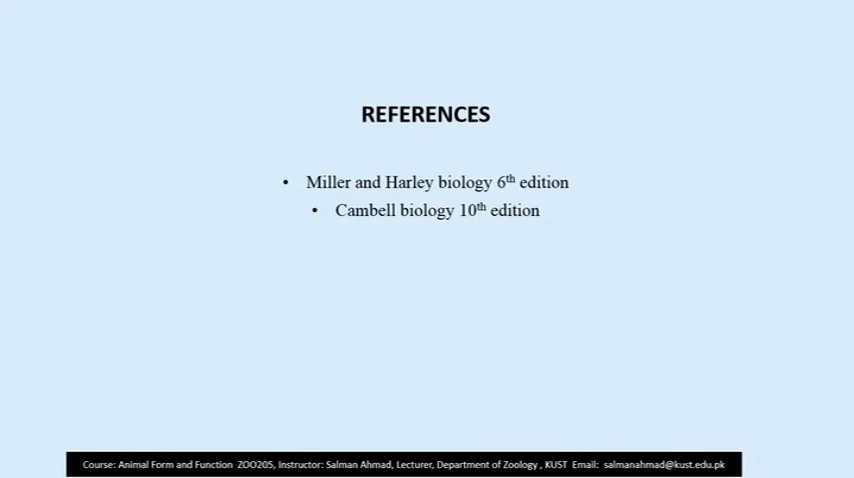 REFERENCES
• Miller and Harley biology 6th edition
• Cambell biology 10th edition
Course: Animal Form and Function ZOO205, Instructor: Salman Ahmad, Lecturer, Department of Zoology , KUST Email: salmanahmad@kust.edu.pk